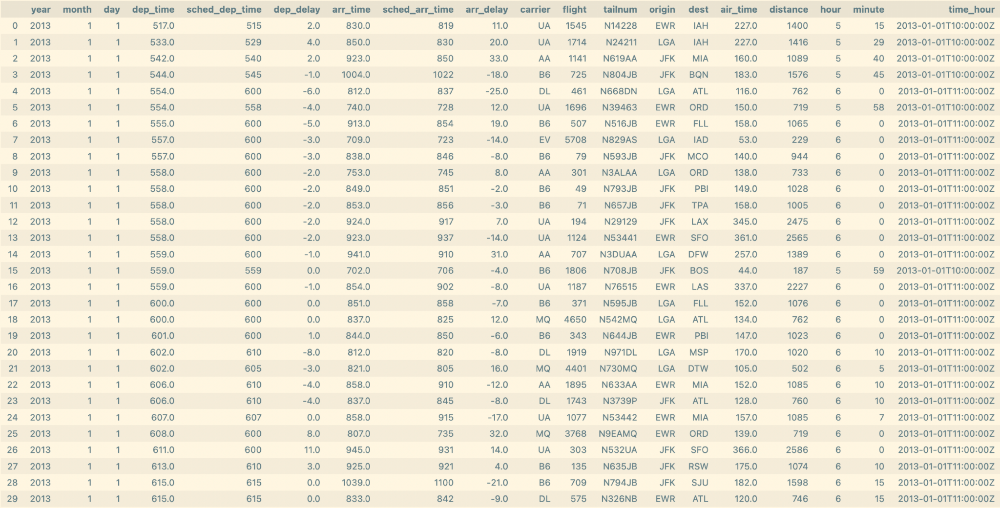 year month day dep_time sched_dep_time dep_delay arr_time sched_arr_time arr_delay carrier flight tailnum origin dest air_time distance hour minute time_hour
0 2013 1 1 517.0 515 2.0 830.0 819 11.0 UA 1545 N14228 EWR IAH 227.0 1400 5 15 2013-01-01T10:00:00Z
1 2013 1 1 533.0 529 4.0 850.0 830 20.0 UA 1714 N24211 LGA IAH 227.0 1416 5 29 2013-01-01T10:00:00Z
2 2013 1 1 542.0 540 2.0 923.0 850 33.0 AA 1141 N619AA JFK MIA 160.0 1089 5 40 2013-01-01T10:00:00Z
3 2013 1 1 544.0 545 -1.0 1004.0 1022 -18.0 B6 725 N804JB JFK BQN 183.0 1576 5 45 2013-01-01T10:00:00Z
4 2013 1 1 554.0 600 -6.0 812.0 837 -25.0 DL 461 N668DN LGA ATL 116.0 762 6 0 2013-01-01T11:00:00Z
5 2013 1 1 554.0 558 -4.0 740.0 728 12.0 UA 1696 N39463 EWR ORD 150.0 719 5 58 2013-01-01T10:00:00Z
6 2013 1 1 555.0 600 -5.0 913.0 854 19.0 B6 507 N516JB EWR FLL 158.0 1065 6 0 2013-01-01T11:00:00Z
7 2013 1 1 557.0 600 -3.0 709.0 723 -14.0 EV 5708 N829AS LGA IAD 53.0 229 6 0 2013-01-01T11:00:00Z
8 2013 1 1 557.0 600 -3.0 838.0 846 -8.0 B6 79 N593JB JFK MCO 140.0 944 6 0 2013-01-01T11:00:00Z
9 2013 1 1 558.0 600 -2.0 753.0 745 8.0 AA 301 N3ALAA LGA ORD 138.0 733 6 0 2013-01-01T11:00:00Z
10 2013 1 1 558.0 600 -2.0 849.0 851 -2.0 B6 49 N793JB JFK PBI 149.0 1028 6 0 2013-01-01T11:00:00Z
11 2013 1 1 558.0 600 -2.0 853.0 856 -3.0 B6 71 N657JB JFK TPA 158.0 1005 6 0 2013-01-01T11:00:00Z
12 2013 1 1 558.0 600 -2.0 924.0 917 7.0 UA 194 N29129 JFK LAX 345.0 2475 6 0 2013-01-01T11:00:00Z
13 2013 1 1 558.0 600 -2.0 923.0 937 -14.0 UA 1124 N53441 EWR SFO 361.0 2565 6 0 2013-01-01T11:00:00Z
14 2013 1 1 559.0 600 -1.0 941.0 910 31.0 AA 707 N3DUAA LGA DFW 257.0 1389 6 0 2013-01-01T11:00:00Z
15 2013 1 1 559.0 559 0.0 702.0 706 -4.0 B6 1806 N708JB JFK BOS 44.0 187 5 59 2013-01-01T10:00:00Z
16 2013 1 1 559.0 600 -1.0 854.0 902 -8.0 UA 1187 N76515 EWR LAS 337.0 2227 6 0 2013-01-01T11:00:00Z
17 2013 1 1 600.0 600 0.0 851.0 858 -7.0 B6 371 N595JB LGA FLL 152.0 1076 6 0 2013-01-01T11:00:00Z
18 2013 1 1 600.0 600 0.0 837.0 825 12.0 MQ 4650 N542MQ LGA ATL 134.0 762 6 0 2013-01-01T11:00:00Z
19 2013 1 1 601.0 600 1.0 844.0 850 -6.0 B6 343 N644JB EWR PBI 147.0 1023 6 0 2013-01-01T11:00:00Z
20 2013 1 1 602.0 610 -8.0 812.0 820 -8.0 DL 1919 N971DL LGA MSP 170.0 1020 6 10 2013-01-01T11:00:00Z
21 2013 1 1 602.0 605 -3.0 821.0 805 16.0 MQ 4401 N730MQ LGA DTW 105.0 502 6 5 2013-01-01T11:00:00Z
22 2013 1 1 606.0 610 -4.0 858.0 910 -12.0 AA 1895 N633AA EWR MIA 152.0 1085 6 10 2013-01-01T11:00:00Z
23 2013 1 1 606.0 610 -4.0 837.0 845 -8.0 DL 1743 N3739P JFK ATL 128.0 760 6 10 2013-01-01T11:00:00Z
24 2013 1 1 607.0 607 0.0 858.0 915 -17.0 UA 1077 N53442 EWR MIA 157.0 1085 6 7 2013-01-01T11:00:00Z
25 2013 1 1 608.0 600 8.0 807.0 735 32.0 MQ 3768 N9EAMQ EWR ORD 139.0 719 6 0 2013-01-01T11:00:00Z
26 2013 1 1 611.0 600 11.0 945.0 931 14.0 UA 303 N532UA JFK SFO 366.0 2586 6 0 2013-01-01T11:00:00Z
27 2013 1 1 613.0 610 3.0 925.0 921 4.0 B6 135 N635JB JFK RSW 175.0 1074 6 10 2013-01-01T11:00:00Z
28 2013 1 1 615.0 615 0.0 1039.0 1100 -21.0 B6 709 N794JB JFK SJU 182.0 1598 6 15 2013-01-01T11:00:00Z
29 2013 1 1 615.0 615 0.0 833.0 842 -9.0 DL 575 N326NB EWR ATL 120.0 746 6 15 2013-01-01T11:00:00Z